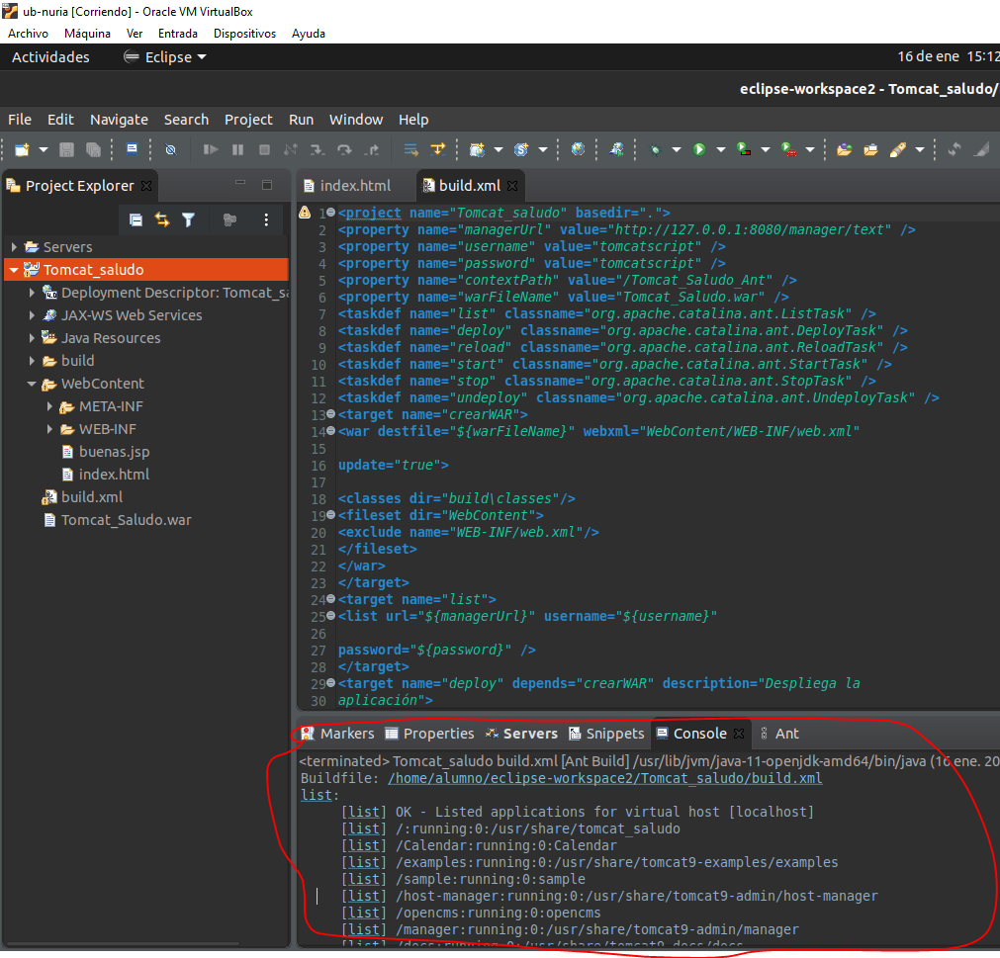 ub-nuria [Corriendo] - Oracle VM VirtualBox
Archivo Máquina Ver Entrada Dispositivos Ayuda
Actividades Eclipse 16 de ene 15:12
eclipse-workspace2 - Tomcat_saludo/
File Edit Navigate Search Project Run Window Help
Project Explorer
Servers
Tomcat_saludo
Deployment Descriptor: Tomcat_sa
JAX-WS Web Services
Java Resources
build
WebContent
META-INF
WEB-INF
buenas.jsp
index.html
build.xml
Tomcat_Saludo.war
index.html build.xml
1 <project name="Tomcat_saludo" basedir=".">
2 <property name="managerUrl" value="http://127.0.0.1:8080/manager/text" />
3 <property name="username" value="tomcatscript" />
4 <property name="password" value="tomcatscript" />
5 <property name="contextPath" value="/Tomcat_Saludo_Ant" />
6 <property name="warFileName" value="Tomcat_Saludo.war" />
7 <taskdef name="list" classname="org.apache.catalina.ant.ListTask" />
8 <taskdef name="deploy" classname="org.apache.catalina.ant.DeployTask" />
9 <taskdef name="reload" classname="org.apache.catalina.ant.ReloadTask" />
10 <taskdef name="start" classname="org.apache.catalina.ant.StartTask" />
11 <taskdef name="stop" classname="org.apache.catalina.ant.StopTask" />
12 <taskdef name="undeploy" classname="org.apache.catalina.ant.UndeployTask" />
13 <target name="crearWAR">
14 <war destfile="${warFileName}" webxml="WebContent/WEB-INF/web.xml"
15
16 update="true">
17
18 <classes dir="build\classes"/>
19 <fileset dir="WebContent">
20 <exclude name="WEB-INF/web.xml"/>
21 </fileset>
22 </war>
23 </target>
24 <target name="list">
25 <list url="${managerUrl}" username="${username}"
26
27 password="${password}" />
28 </target>
29 <target name="deploy" depends="crearWAR" description="Despliega la
30 aplicación">
Markers Properties Servers Snippets Console Ant
<terminated> Tomcat_saludo build.xml [Ant Build] /usr/lib/jvm/java-11-openjdk-amd64/bin/java (16 ene. 20
Buildfile: /home/alumno/eclipse-workspace2/Tomcat_saludo/build.xml
list:
[list] OK - Listed applications for virtual host [localhost]
[list] /:running:0:/usr/share/tomcat_saludo
[list] /Calendar:running:0:Calendar
[list] /examples:running:0:/usr/share/tomcat9-examples/examples
[list] /sample:running:0:sample
[list] /host-manager:running:0:/usr/share/tomcat9-admin/host-manager
[list] /opencms:running:0:opencms
[list] /manager:running:0:/usr/share/tomcat9-admin/manager
[list] /docs:running:0:/usr/share/tomcat9-docs/docs